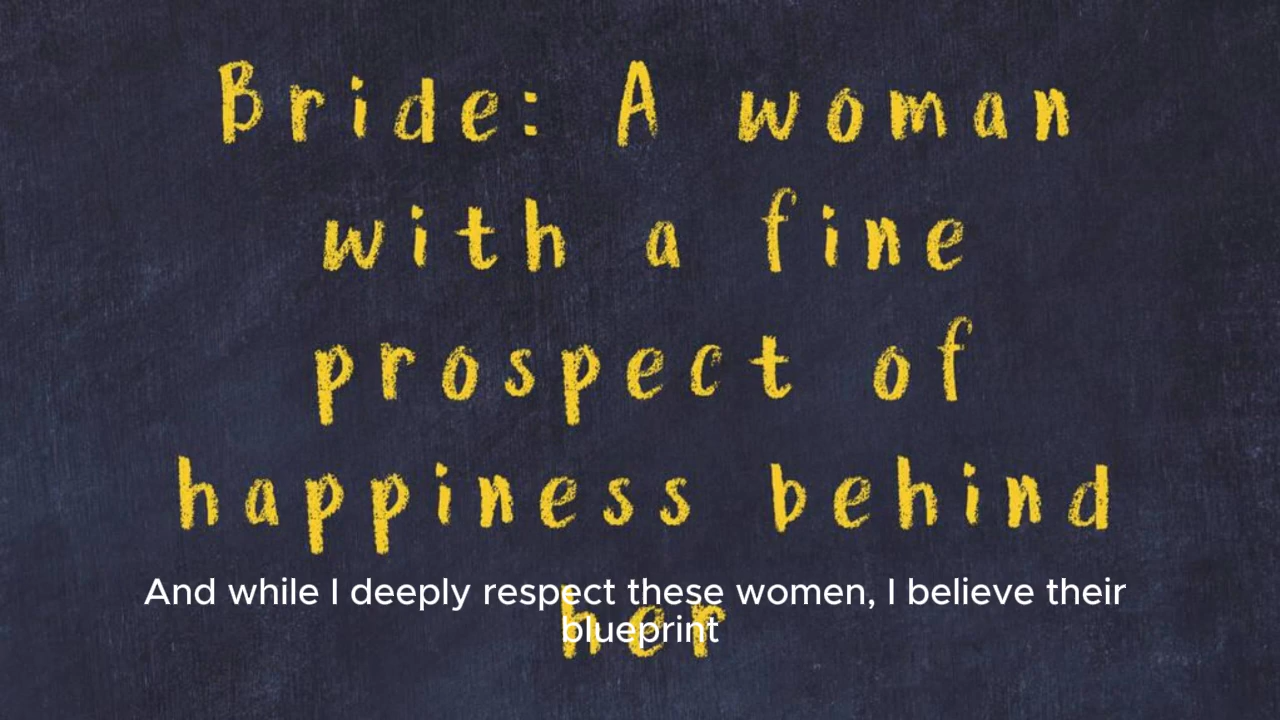 Bride: A woman
with a fine
prospect of
happiness behind
her
And while I deeply respect these women, I believe their
blueprint